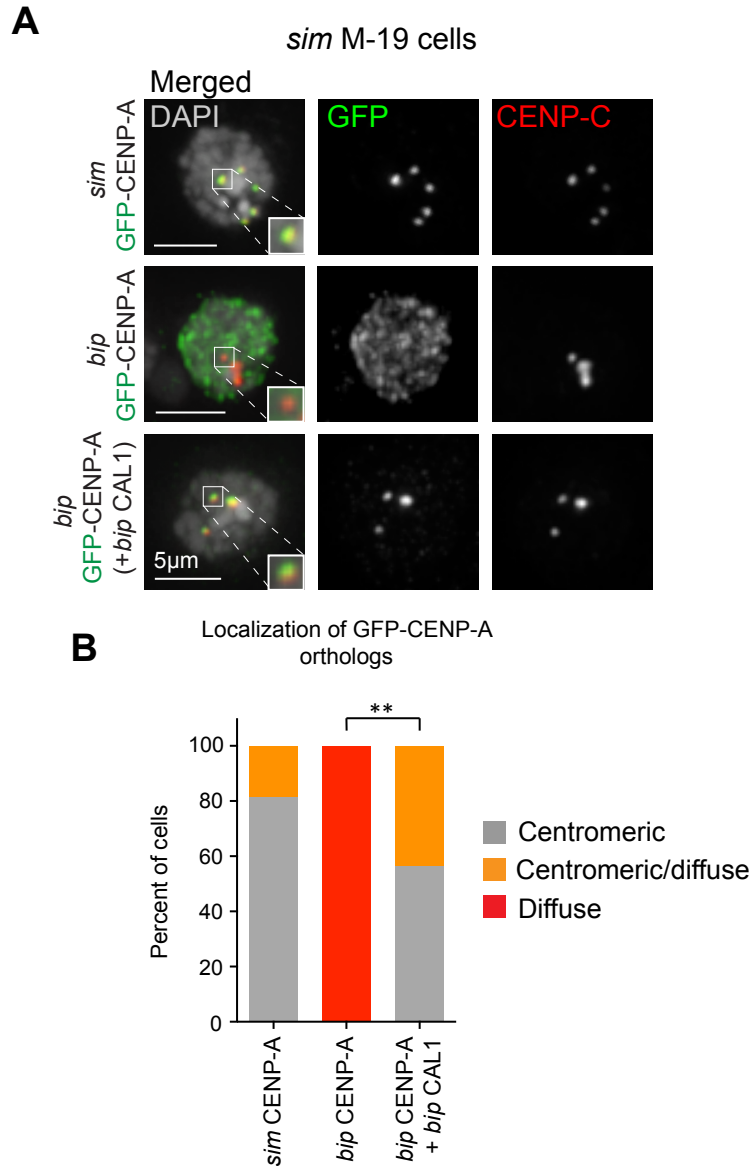 A
sim M-19 cells
Merged
DAPI
GFP
CENP-C
sim
GFP-CENP-A
bip
GFP-CENP-A
bip
GFP-CENP-A
(+bip CAL1)
5µm
B
Localization of GFP-CENP-A
orthologs
**
Percent of cells
100
80
60
40
20
0
sim CENP-A
bip CENP-A
bip CENP-A
+ bip CAL1
Centromeric
Centromeric/diffuse
Diffuse